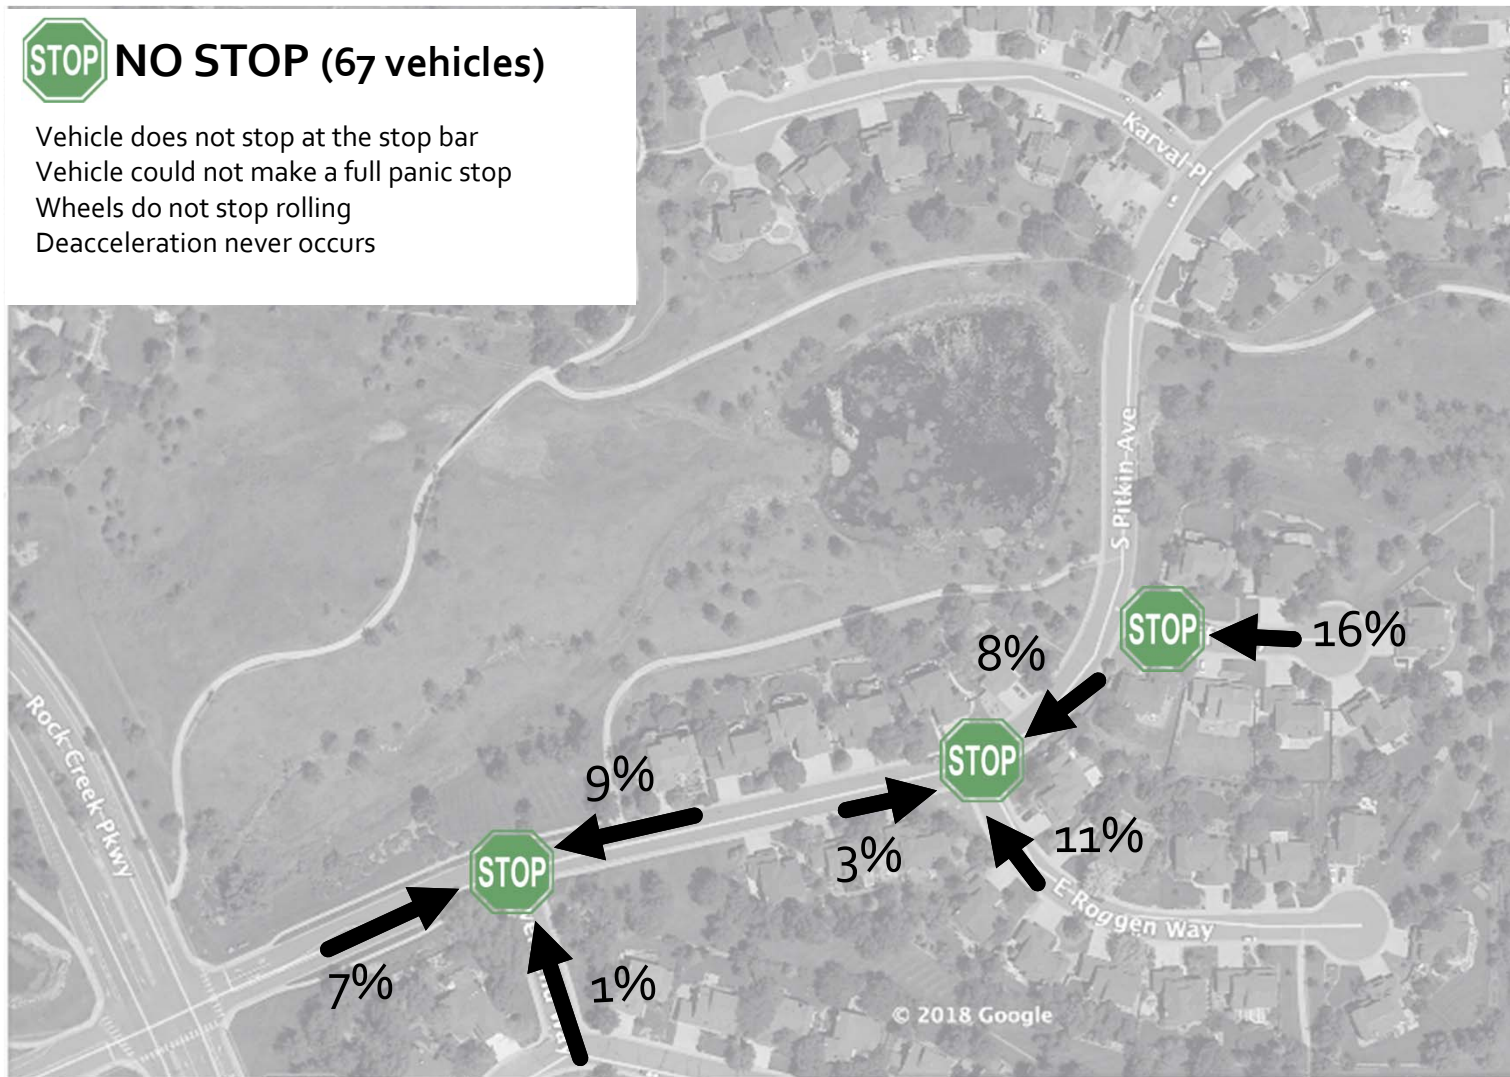 STOP NO STOP (67 vehicles)
Vehicle does not stop at the stop bar
Vehicle could not make a full panic stop
Wheels do not stop rolling
Deacceleration never occurs
Karval Pl
S Pitkin Ave
STOP
16%
8%
Rock Creek Pkwy
STOP
9%
3%
11%
STOP
E Roggen Way
7%
1%
© 2018 Google